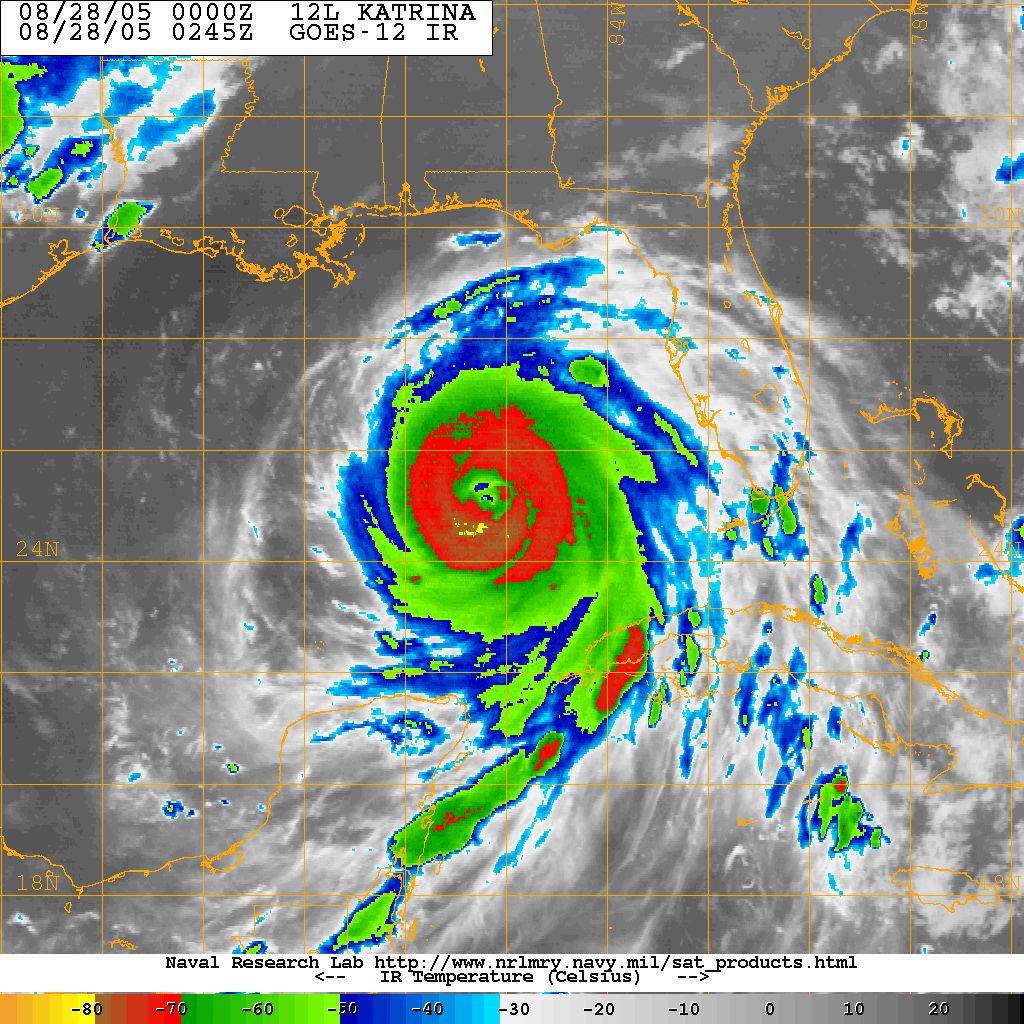 08/28/05 0000Z 12L KATRINA
08/28/05 0245Z GOES-12 IR
84W 78W
30N 30N
24N 24N
18N 18N
Naval Research Lab http://www.nrlmry.navy.mil/sat_products.html
<-- IR Temperature (Celsius) -->
-80 -70 -60 -50 -40 -30 -20 -10 0 10 20